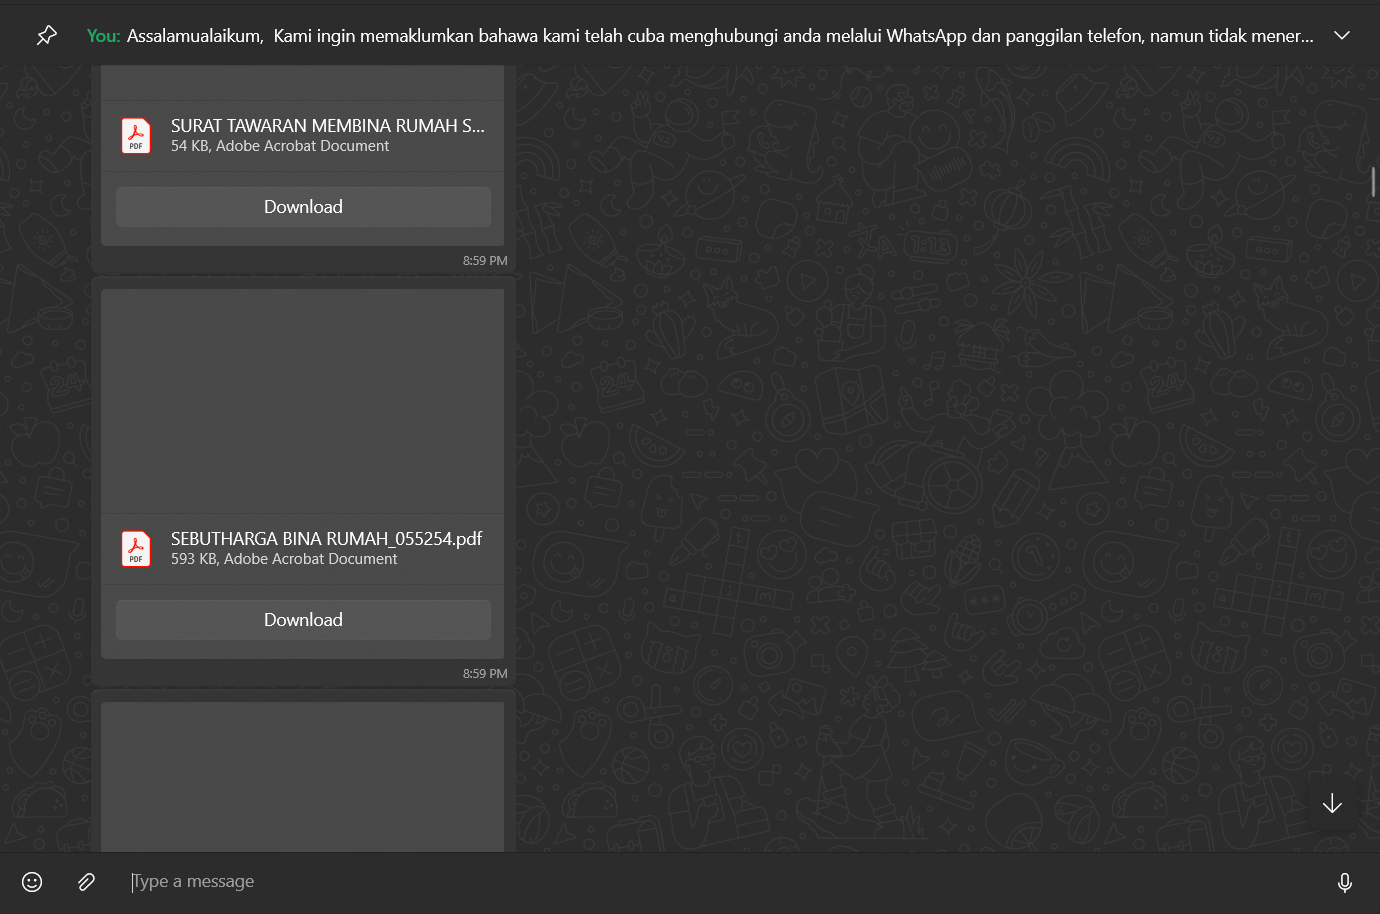 You: Assalamualaikum, Kami ingin memaklumkan bahawa kami telah cuba menghubungi anda melalui WhatsApp dan panggilan telefon, namun tidak mener...
SURAT TAWARAN MEMBINA RUMAH S...
PDF
54 KB, Adobe Acrobat Document
Download
8:59 PM
SEBUTHARGA BINA RUMAH_055254.pdf
PDF
593 KB, Adobe Acrobat Document
Download
8:59 PM
Type a message